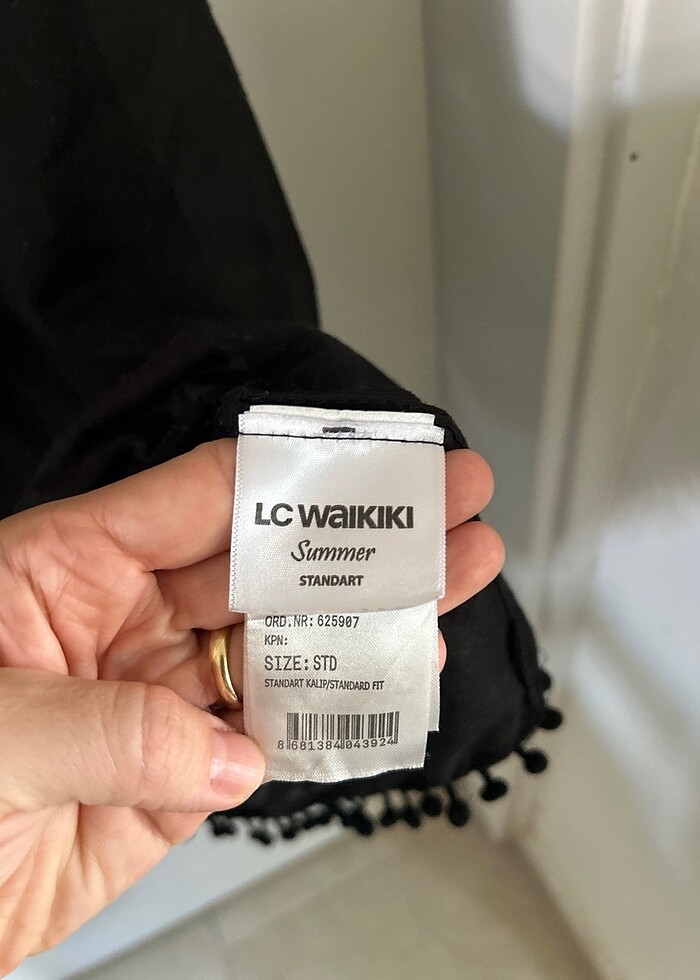 LC WAIKIKI
Summer
STANDART
ORD.NR: 625907
KPN:
SIZE: STD
STANDART KALIP/STANDARD FIT
8 681384 043924